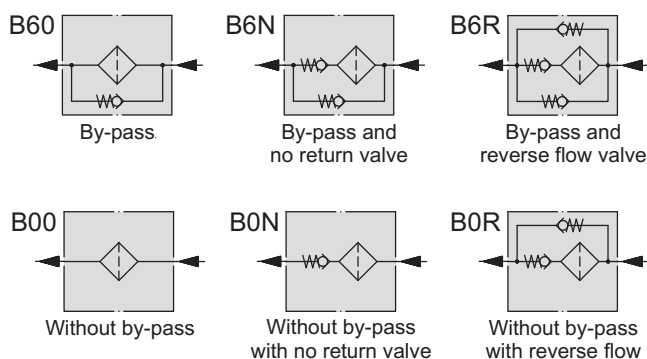 B60
B6N
B6R
By-pass.
By-pass and
no return valve
By-pass and
reverse flow valve
B00
B0N
B0R
Without by-pass
Without by-pass
with no return valve
Without by-pass
with reverse flow